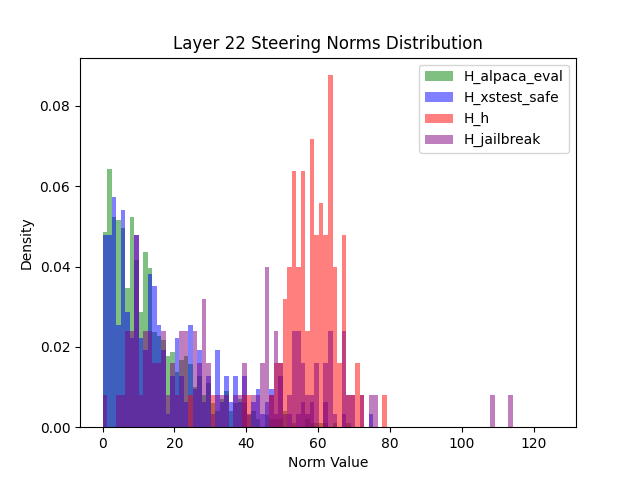 Layer 22 Steering Norms Distribution
H_alpaca_eval
H_xstest_safe
H_h
H_jailbreak
Density
0.08
0.06
0.04
0.02
0.00
0 20 40 60 80 100 120
Norm Value